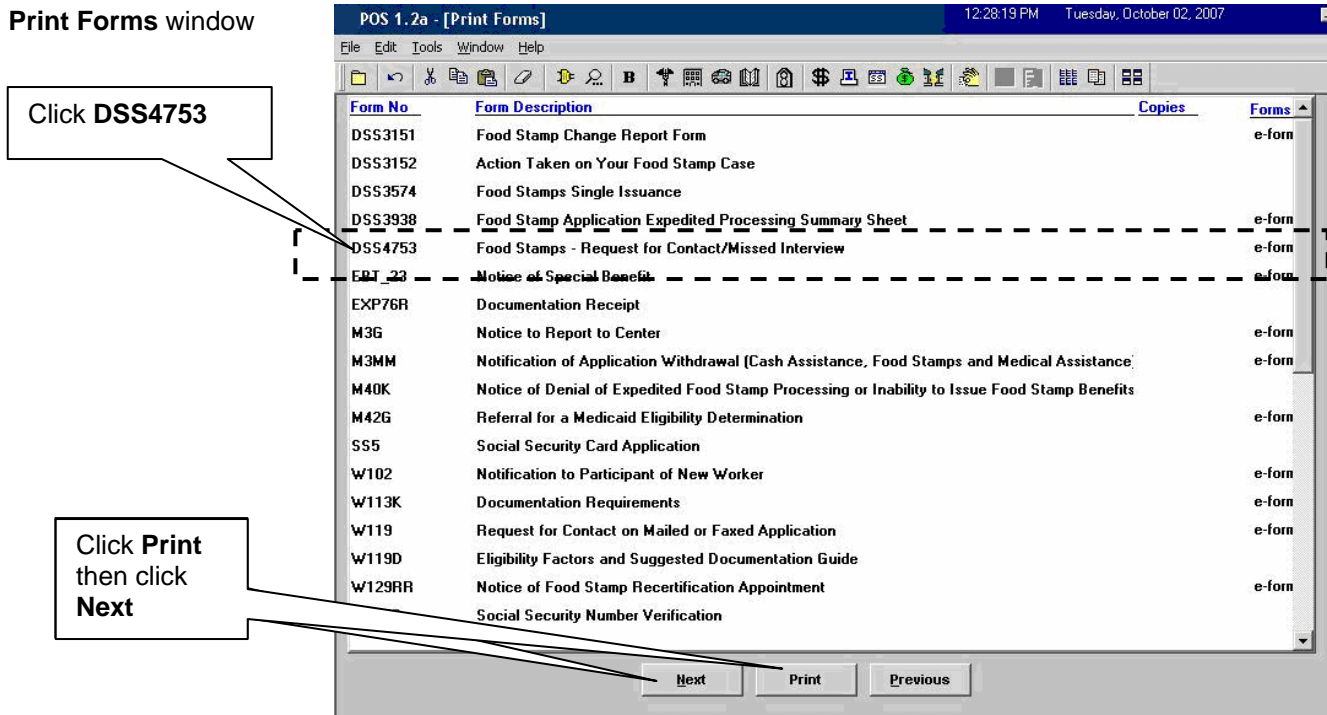 Print Forms window
POS 1.2a - [Print Forms] 12:28:19 PM Tuesday, October 02, 2007
File Edit Tools Window Help
Click DSS4753
Form No Form Description Copies Forms
DSS3151 Food Stamp Change Report Form e-form
DSS3152 Action Taken on Your Food Stamp Case
DSS3574 Food Stamps Single Issuance
DSS3938 Food Stamp Application Expedited Processing Summary Sheet e-form
DSS4753 Food Stamps - Request for Contact/Missed Interview e-form
EBT_23 Notice of Special Benefit e-form
EXP76R Documentation Receipt
M3G Notice to Report to Center e-form
M3MM Notification of Application Withdrawal (Cash Assistance, Food Stamps and Medical Assistance) e-form
M40K Notice of Denial of Expedited Food Stamp Processing or Inability to Issue Food Stamp Benefits
M42G Referral for a Medicaid Eligibility Determination e-form
SS5 Social Security Card Application
W102 Notification to Participant of New Worker e-form
W113K Documentation Requirements e-form
W119 Request for Contact on Mailed or Faxed Application e-form
W119D Eligibility Factors and Suggested Documentation Guide
W129RR Notice of Food Stamp Recertification Appointment e-form
Social Security Number Verification
Click Print
then click
Next
Next Print Previous